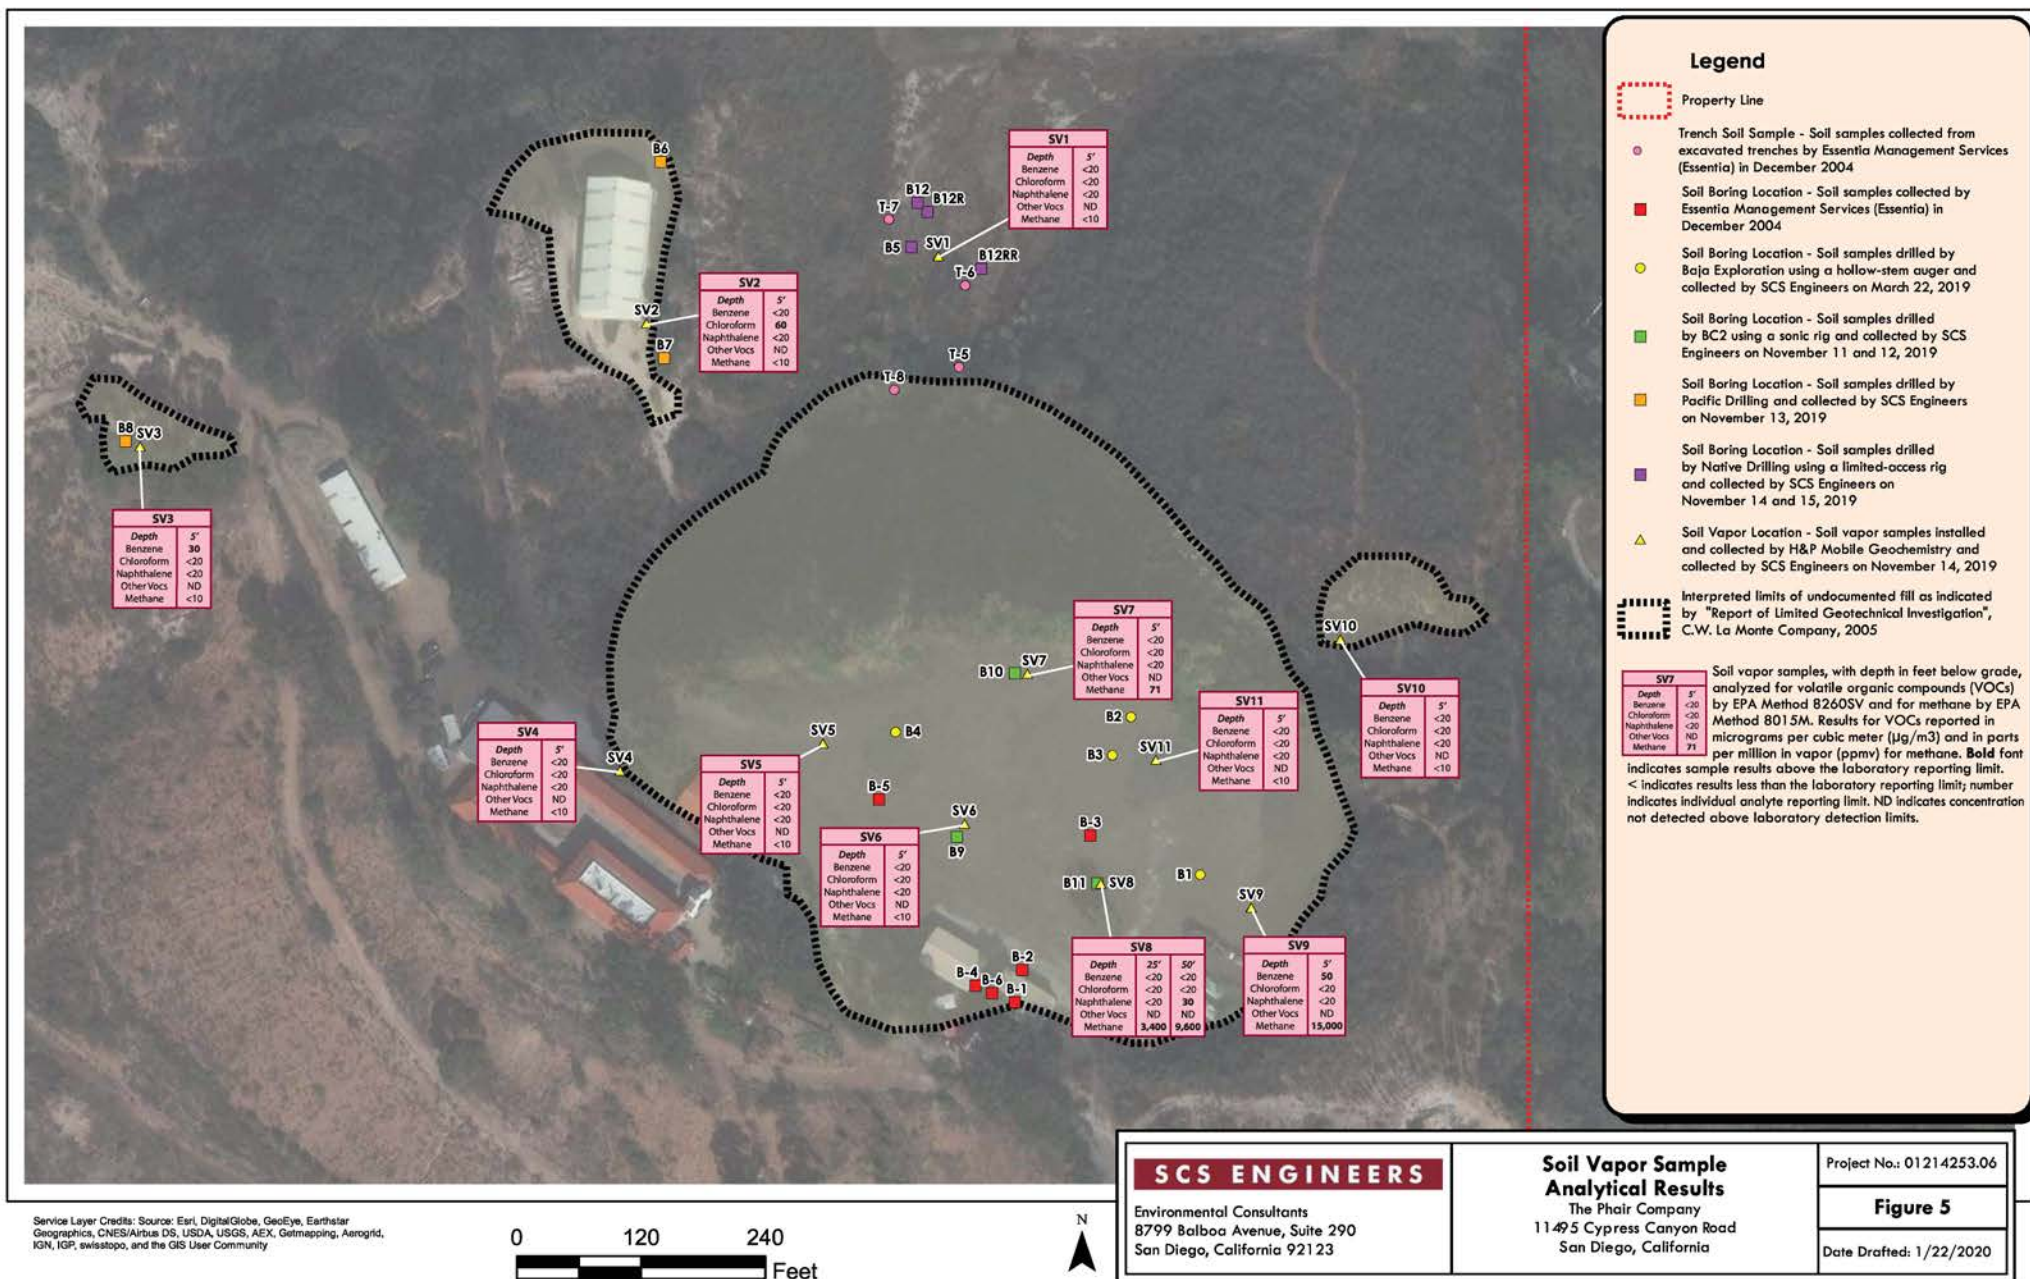 Legend
Property Line
Trench Soil Sample - Soil samples collected from
excavated trenches by Essentia Management Services
(Essentia) in December 2004
Soil Boring Location - Soil samples collected by
Essentia Management Services (Essentia) in
December 2004
Soil Boring Location - Soil samples drilled by
Baja Exploration using a hollow-stem auger and
collected by SCS Engineers on March 22, 2019
Soil Boring Location - Soil samples drilled
by BC2 using a sonic rig and collected by SCS
Engineers on November 11 and 12, 2019
Soil Boring Location - Soil samples drilled by
Pacific Drilling and collected by SCS Engineers
on November 13, 2019
Soil Boring Location - Soil samples drilled
by Native Drilling using a limited-access rig
and collected by SCS Engineers on
November 14 and 15, 2019
Soil Vapor Location - Soil vapor samples installed
and collected by H&P Mobile Geochemistry and
collected by SCS Engineers on November 14, 2019
Interpreted limits of undocumented fill as indicated
by "Report of Limited Geotechnical Investigation",
C.W. La Monte Company, 2005
SV7
Depth 5'
Benzene <20
Chloroform <20
Naphthalene <20
Other Vocs ND
Methane 71
Soil vapor samples, with depth in feet below grade,
analyzed for volatile organic compounds (VOCs)
by EPA Method 8260SV and for methane by EPA
Method 8015M. Results for VOCs reported in
micrograms per cubic meter (µg/m3) and in parts
per million in vapor (ppmv) for methane. Bold font
indicates sample results above the laboratory reporting limit.
< indicates results less than the laboratory reporting limit; number
indicates individual analyte reporting limit. ND indicates concentration
not detected above laboratory detection limits.
SV1
Depth 5'
Benzene <20
Chloroform <20
Naphthalene <20
Other Vocs ND
Methane <10
B6
B12
B12R
T-7
B5
SV1
B12RR
T-6
SV2
Depth 5'
Benzene <20
Chloroform 60
Naphthalene <20
Other Vocs ND
Methane <10
SV2
B7
T-5
T-8
B8
SV3
SV3
Depth 5'
Benzene 30
Chloroform <20
Naphthalene <20
Other Vocs ND
Methane <10
SV7
Depth 5'
Benzene <20
Chloroform <20
Naphthalene <20
Other Vocs ND
Methane 71
SV10
B10
SV7
SV10
Depth 5'
Benzene <20
Chloroform <20
Naphthalene <20
Other Vocs ND
Methane <10
SV11
Depth 5'
Benzene <20
Chloroform <20
Naphthalene <20
Other Vocs ND
Methane <10
B2
B3
SV11
SV4
Depth 5'
Benzene <20
Chloroform <20
Naphthalene <20
Other Vocs ND
Methane <10
SV4
SV5
B4
SV5
Depth 5'
Benzene <20
Chloroform <20
Naphthalene <20
Other Vocs ND
Methane <10
B-5
SV6
B9
B-3
SV6
Depth 5'
Benzene <20
Chloroform <20
Naphthalene <20
Other Vocs ND
Methane <10
B11
SV8
B1
SV9
SV8
Depth 25' 50'
Benzene <20 <20
Chloroform <20 <20
Naphthalene <20 30
Other Vocs ND ND
Methane 3,400 9,600
SV9
Depth 5'
Benzene 50
Chloroform <20
Naphthalene <20
Other Vocs ND
Methane 15,000
B-2
B-4
B-6
B-1
Service Layer Credits: Source: Esri, DigitalGlobe, GeoEye, Earthstar
Geographics, CNES/Airbus DS, USDA, USGS, AEX, Getmapping, Aerogrid,
IGN, IGP, swisstopo, and the GIS User Community
0 120 240
Feet
N
SCS ENGINEERS
Environmental Consultants
8799 Balboa Avenue, Suite 290
San Diego, California 92123
Soil Vapor Sample
Analytical Results
The Phair Company
11495 Cypress Canyon Road
San Diego, California
Project No.: 01214253.06
Figure 5
Date Drafted: 1/22/2020